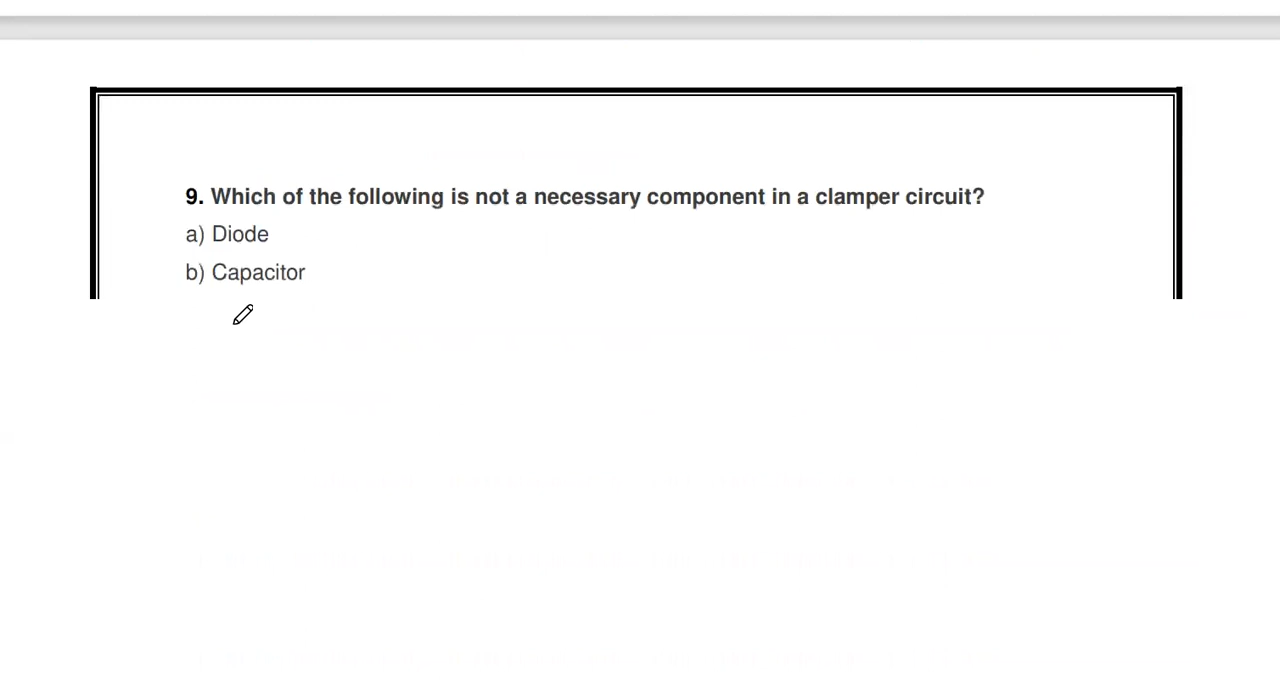 9. Which of the following is not a necessary component in a clamper circuit?
a) Diode
b) Capacitor